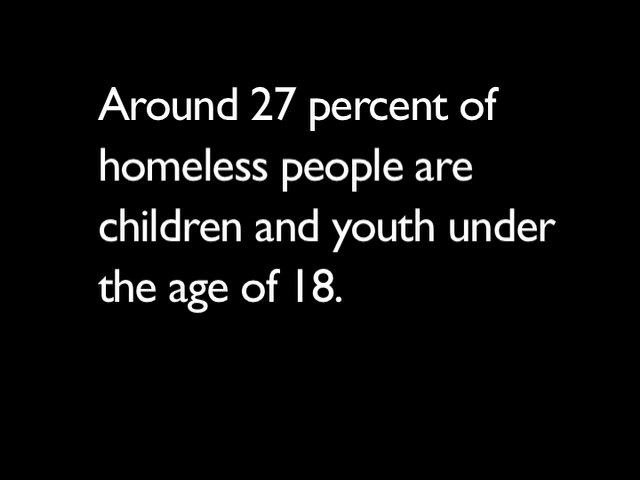 Around 27 percent of
homeless people are
children and youth under
the age of 18.